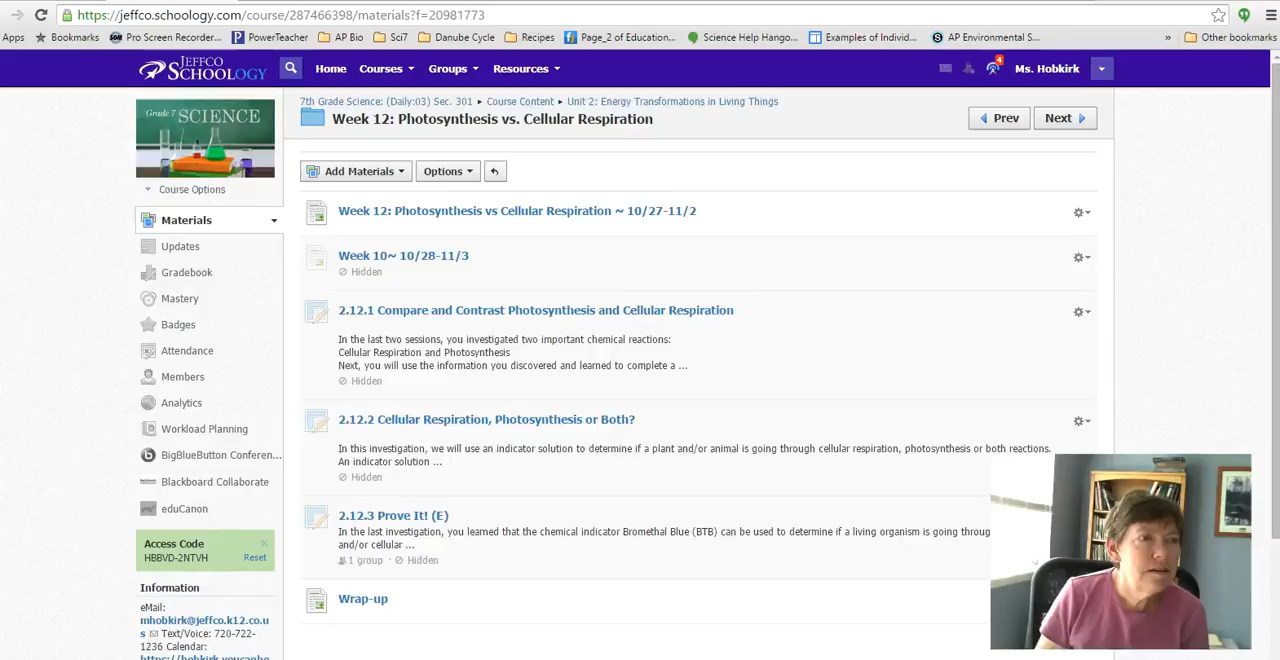 https://jeffco.schoology.com/course/287466398/materials?f=20981773
Apps Bookmarks Pro Screen Recorder... PowerTeacher AP Bio Sci7 Danube Cycle Recipes Page_2 of Education... Science Help Hango... Examples of Individ... AP Environmental S... » Other bookmarks
JEFFCO SCHOOLOGY Home Courses Groups Resources 4 Ms. Hobkirk
Grade 7 SCIENCE
Course Options
Materials
Updates
Gradebook
Mastery
Badges
Attendance
Members
Analytics
Workload Planning
BigBlueButton Conferen...
Blackboard Collaborate
eduCanon
Access Code
HBBVD-2NTVH Reset
Information
eMail:
mhobkirk@jeffco.k12.co.u
s Text/Voice: 720-722-
1236 Calendar:
https://hobkirk.youcanbo
7th Grade Science: (Daily:03) Sec. 301 ▸ Course Content ▸ Unit 2: Energy Transformations in Living Things
Week 12: Photosynthesis vs. Cellular Respiration
Prev Next
Add Materials Options
Week 12: Photosynthesis vs Cellular Respiration ~ 10/27-11/2
Week 10~ 10/28-11/3
Hidden
2.12.1 Compare and Contrast Photosynthesis and Cellular Respiration
In the last two sessions, you investigated two important chemical reactions:
Cellular Respiration and Photosynthesis
Next, you will use the information you discovered and learned to complete a ...
Hidden
2.12.2 Cellular Respiration, Photosynthesis or Both?
In this investigation, we will use an indicator solution to determine if a plant and/or animal is going through cellular respiration, photosynthesis or both reactions.
An indicator solution ...
Hidden
2.12.3 Prove It! (E)
In the last investigation, you learned that the chemical indicator Bromethal Blue (BTB) can be used to determine if a living organism is going throug
and/or cellular ...
1 group · Hidden
Wrap-up